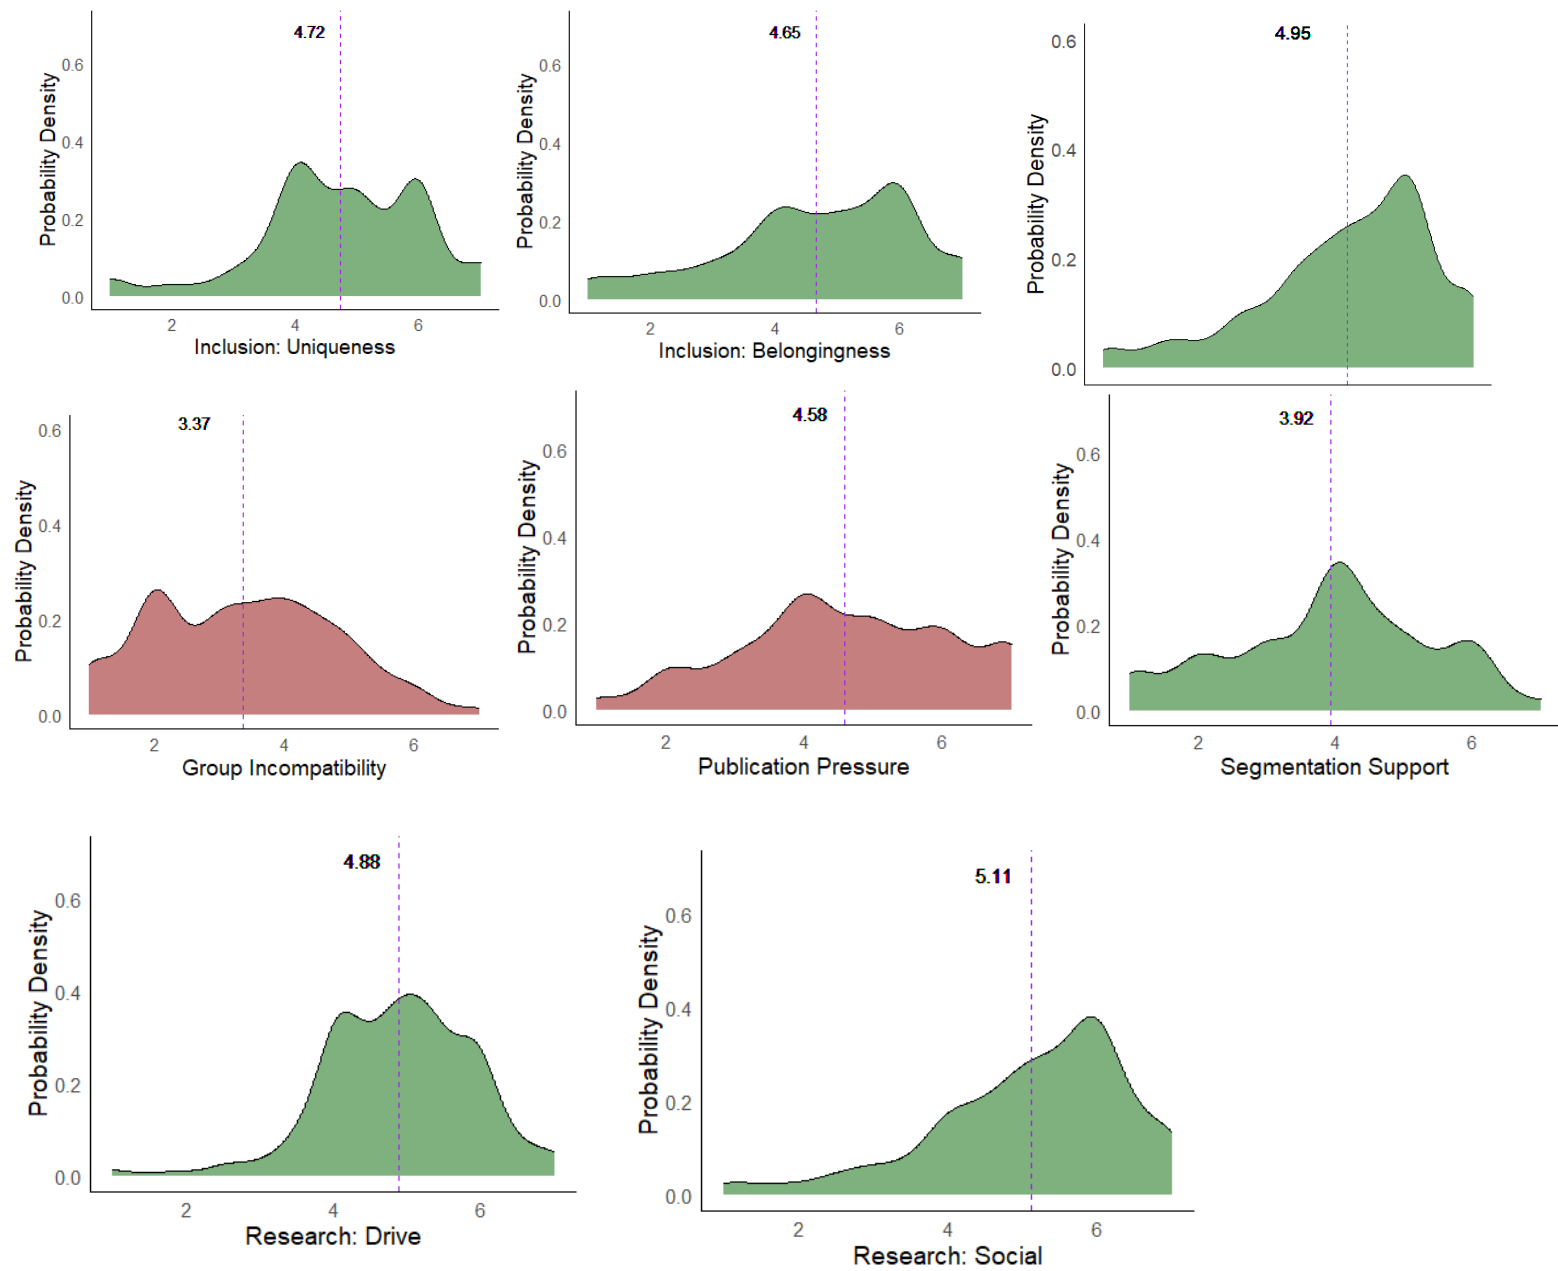 4.72
Probability Density
0.6
0.4
0.2
0.0
2 4 6
Inclusion: Uniqueness
4.65
Probability Density
0.6
0.4
0.2
0.0
2 4 6
Inclusion: Belongingness
4.95
Probability Density
0.6
0.4
0.2
0.0
3.37
Probability Density
0.6
0.4
0.2
0.0
2 4 6
Group Incompatibility
4.58
Probability Density
0.6
0.4
0.2
0.0
2 4 6
Publication Pressure
3.92
Probability Density
0.6
0.4
0.2
0.0
2 4 6
Segmentation Support
4.88
Probability Density
0.6
0.4
0.2
0.0
2 4 6
Research: Drive
5.11
Probability Density
0.6
0.4
0.2
0.0
2 4 6
Research: Social